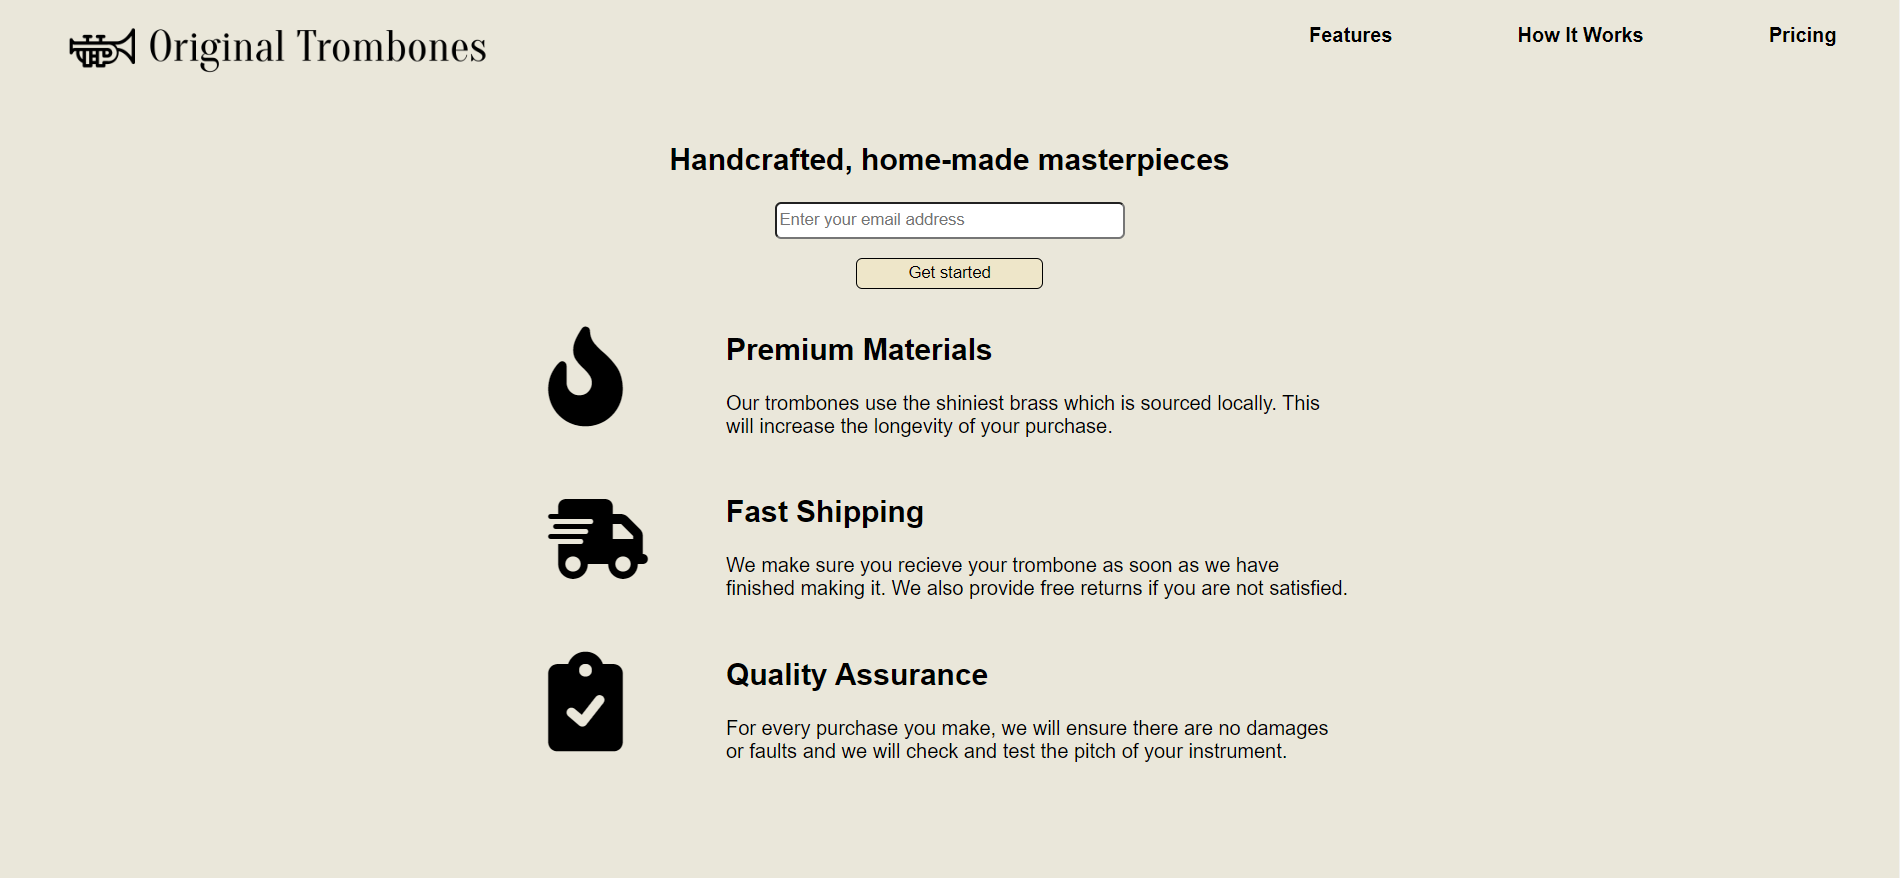 Original Trombones
Features
How It Works
Pricing
Handcrafted, home-made masterpieces
Enter your email address
Get started
Premium Materials
Our trombones use the shiniest brass which is sourced locally. This
will increase the longevity of your purchase.
Fast Shipping
We make sure you recieve your trombone as soon as we have
finished making it. We also provide free returns if you are not satisfied.
Quality Assurance
For every purchase you make, we will ensure there are no damages
or faults and we will check and test the pitch of your instrument.